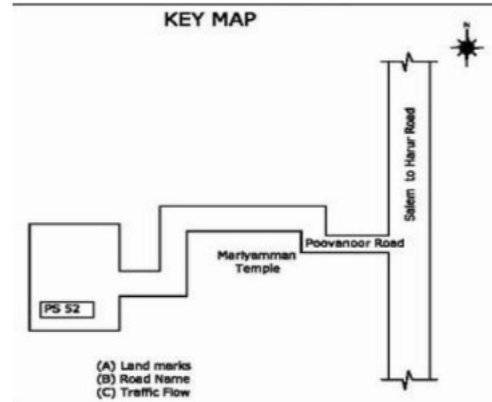 KEY MAP
N
Salem to Harur Road
Poovanoor Road
Mariyamman
Temple
PS 52
(A) Land marks
(B) Road Name
(C) Traffic Flow